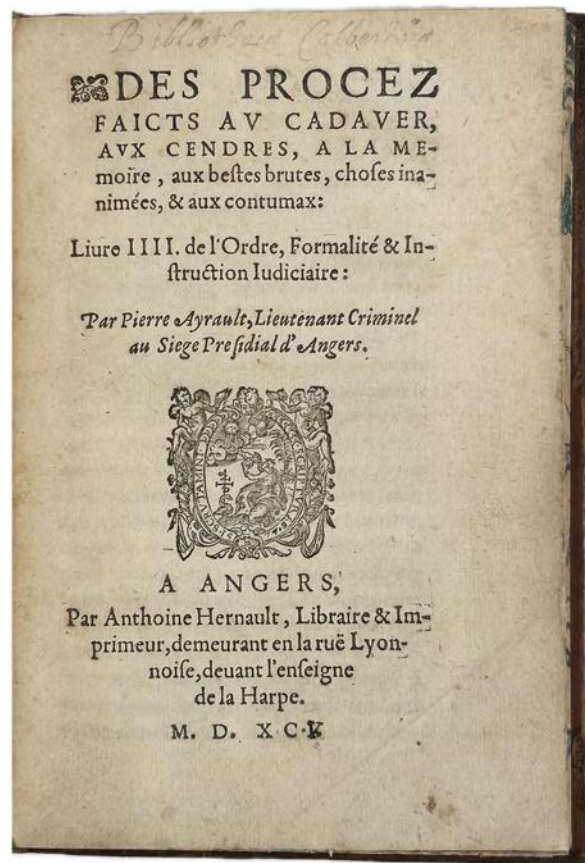 Bibliotheca Colbertina
DES PROCEZ
FAICTS AV CADAVER,
AVX CENDRES, A LA ME-
moire, aux bestes brutes, choses ina-
nimées, & aux contumax:
Liure IIII. de l'Ordre, Formalité & In-
struction Iudiciaire:
Par Pierre Ayrault, Lieutenant Criminel
au Siege Presidial d'Angers.
A ANGERS,
Par Anthoine Hernault, Libraire & Im-
primeur, demeurant en la ruë Lyon-
noise, deuant l'enseigne
de la Harpe.
M. D. XC.V